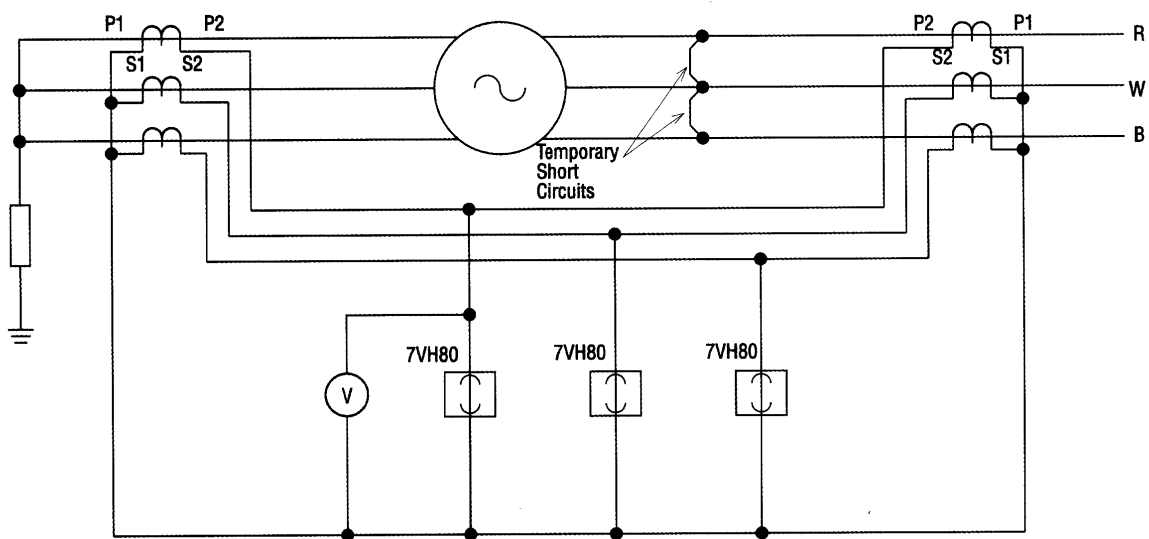 P1 P2 P2 P1 R
S1 S2 S2 S1
W
B
Temporary
Short
Circuits
7VH80 7VH80 7VH80
V